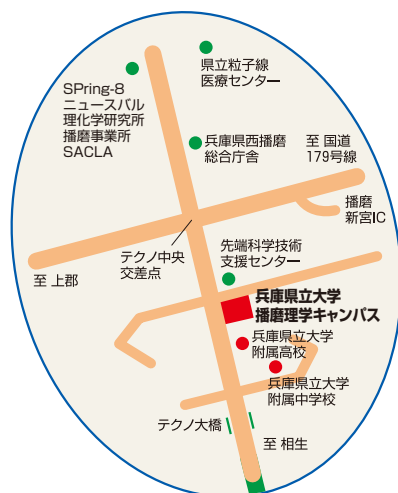 県立粒子線
医療センター
SPring-8
ニュースバル
理化学研究所
播磨事業所
SACLA
兵庫県西播磨
総合庁舎
至 国道
179号線
播磨
新宮IC
テクノ中央
交差点
先端科学技術
支援センター
至 上郡
兵庫県立大学
播磨理学キャンパス
兵庫県立大学
附属高校
兵庫県立大学
附属中学校
テクノ大橋
至 相生